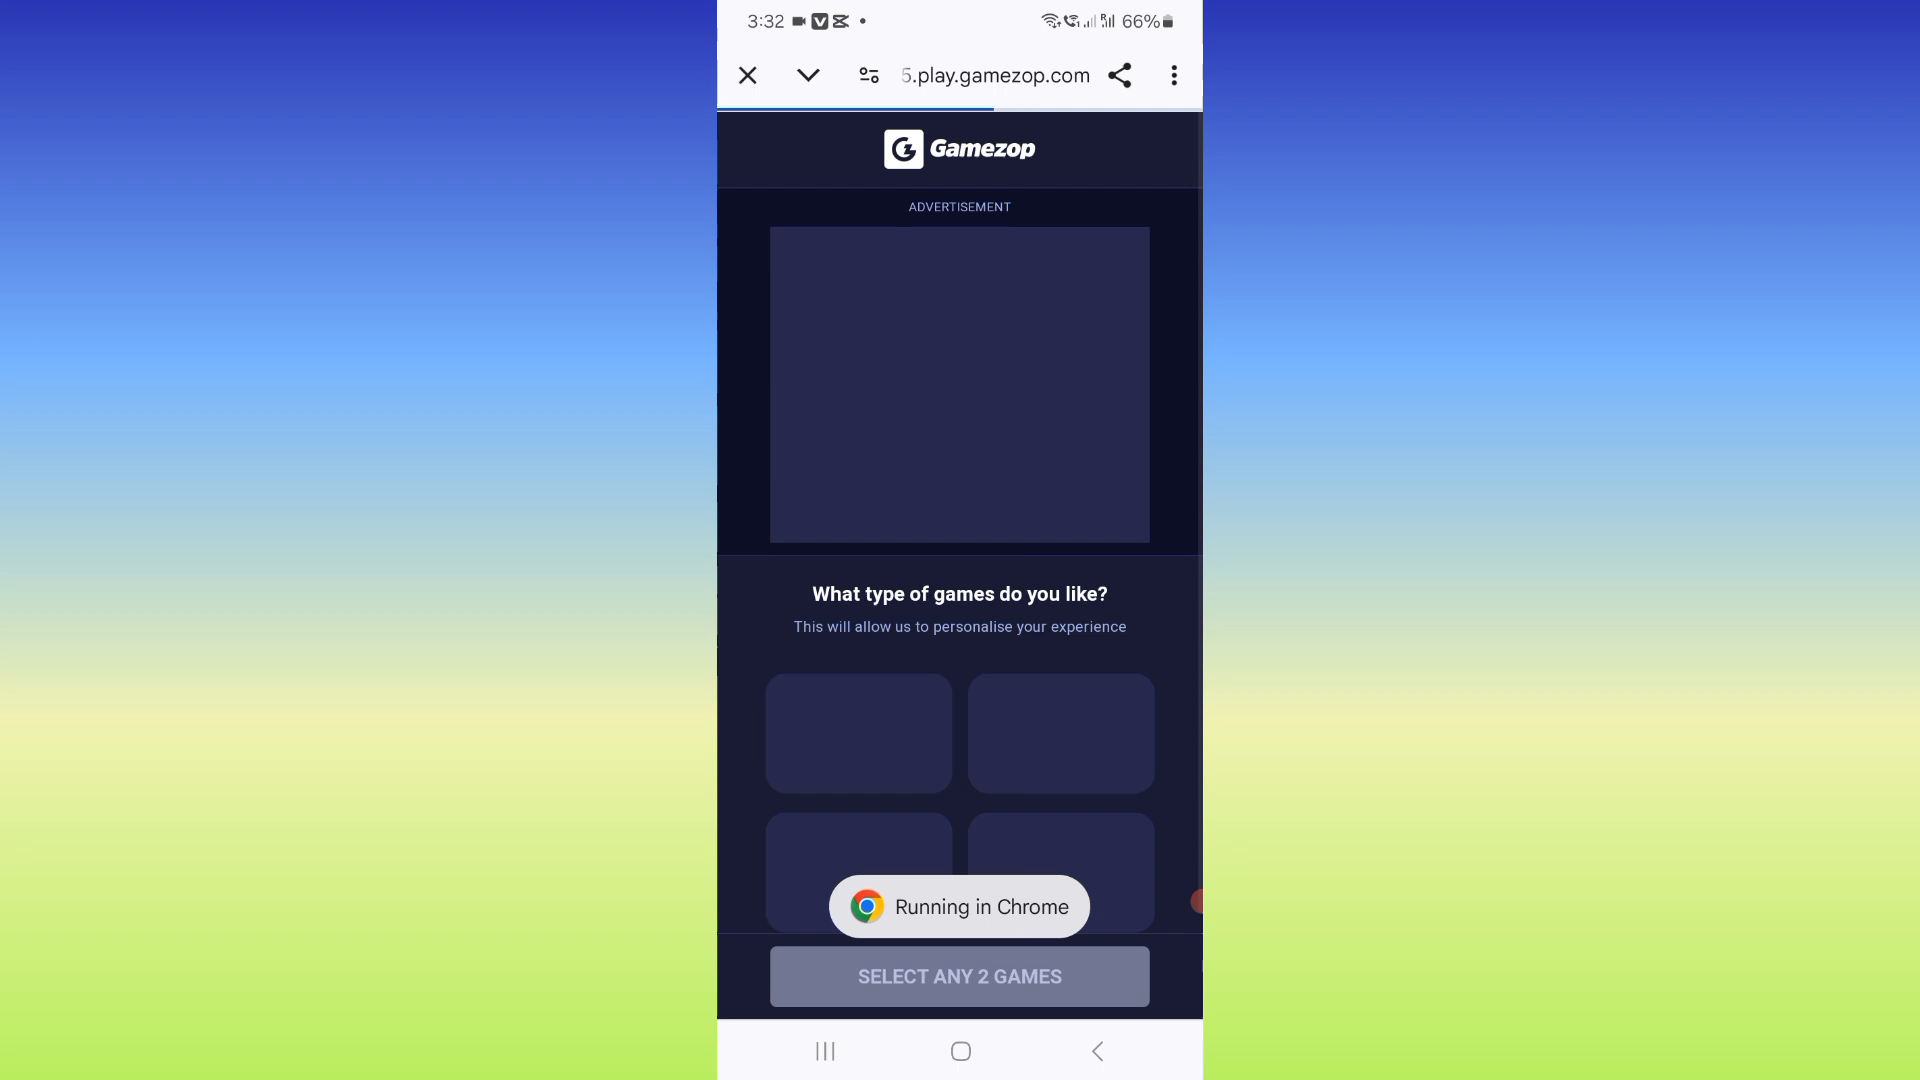 3:32
66%
5.play.gamezop.com
Gamezop
ADVERTISEMENT
What type of games do you like?
This will allow us to personalise your experience
Running in Chrome
SELECT ANY 2 GAMES